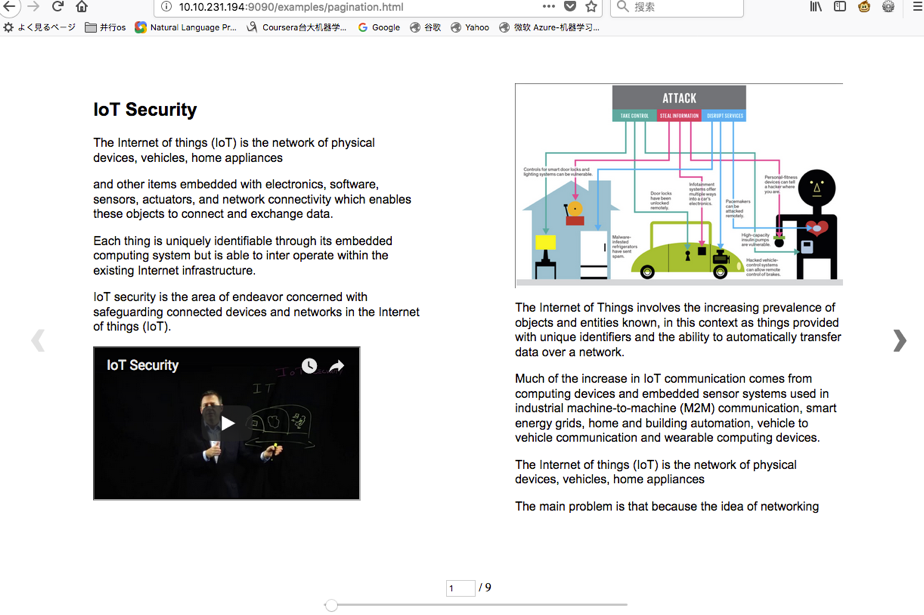 10.10.231.194:9090/examples/pagination.html
搜索
よく見るページ
并行os
Natural Language Pr...
Coursera台大机器学...
Google
谷歌
Yahoo
微软 Azure-机器学习...
IoT Security
The Internet of things (IoT) is the network of physical
devices, vehicles, home appliances
and other items embedded with electronics, software,
sensors, actuators, and network connectivity which enables
these objects to connect and exchange data.
Each thing is uniquely identifiable through its embedded
computing system but is able to inter operate within the
existing Internet infrastructure.
IoT security is the area of endeavor concerned with
safeguarding connected devices and networks in the Internet
of things (IoT).
IoT Security
IT
ATTACK
TAKE CONTROL
STEAL INFORMATION
DISRUPT SERVICES
Controls for smart door locks and
lighting systems can be vulnerable.
Malware-
infested
refrigerators
have sent
spam.
Door locks
have been
unlocked
remotely.
Infotainment
systems offer
multiple ways
into a car's
electronics.
Pacemakers
can be
attacked
remotely.
Personal-fitness
devices can tell
a hacker where
you are.
High-capacity
insulin pumps
are vulnerable.
Hacked vehicle-
control systems
can allow remote
control of brakes.
The Internet of Things involves the increasing prevalence of
objects and entities known, in this context as things provided
with unique identifiers and the ability to automatically transfer
data over a network.
Much of the increase in IoT communication comes from
computing devices and embedded sensor systems used in
industrial machine-to-machine (M2M) communication, smart
energy grids, home and building automation, vehicle to
vehicle communication and wearable computing devices.
The Internet of things (IoT) is the network of physical
devices, vehicles, home appliances
The main problem is that because the idea of networking
1 / 9